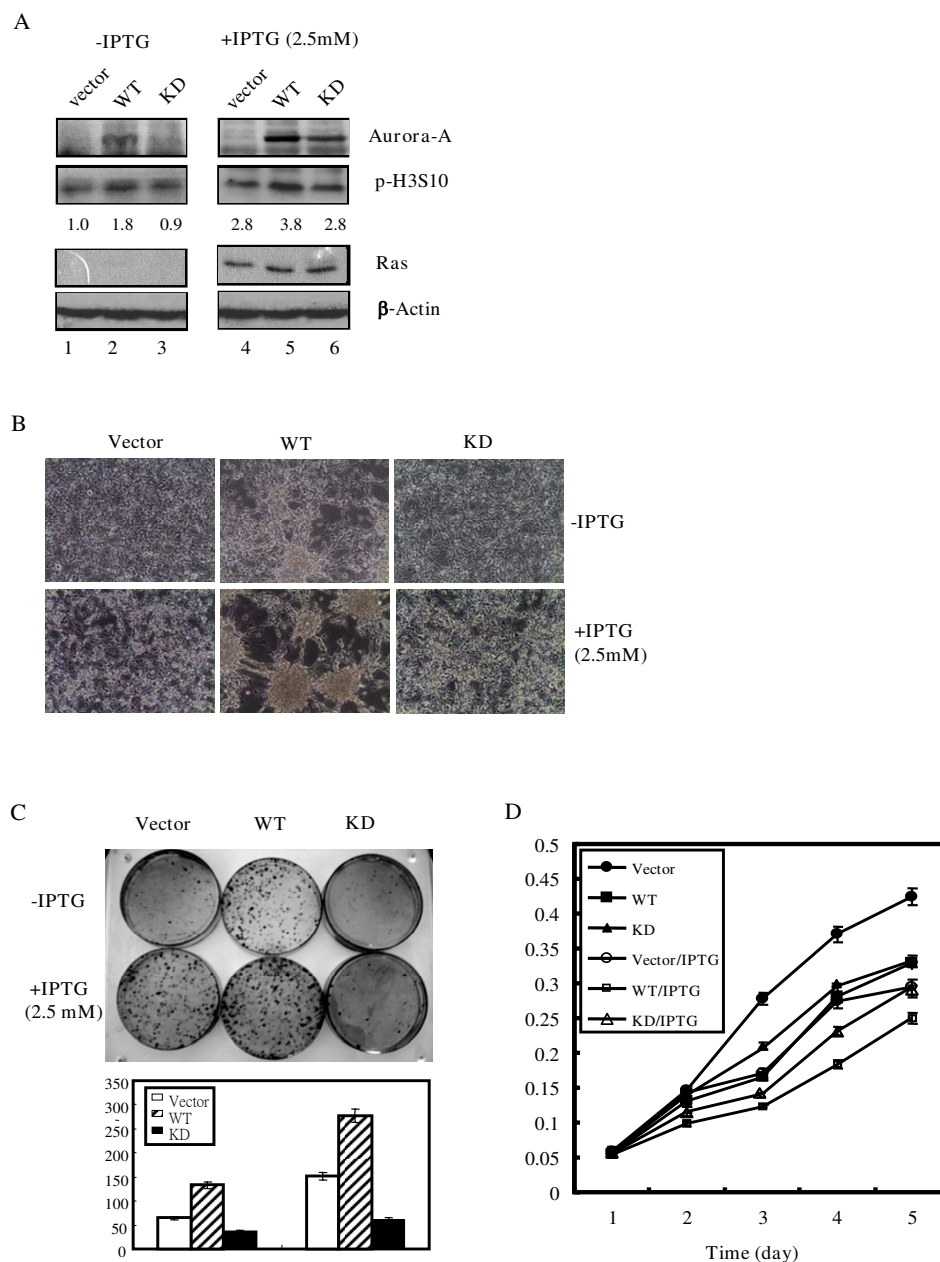 A
-IPTG
+IPTG (2.5mM)
vector WT KD
vector WT KD
Aurora-A
p-H3S10
1.0 1.8 0.9 2.8 3.8 2.8
Ras
β-Actin
1 2 3 4 5 6
B
Vector WT KD
-IPTG
+IPTG
(2.5mM)
C
Vector WT KD
-IPTG
+IPTG
(2.5 mM)
350
300
250
200
150
100
50
0
Vector
WT
KD
D
0.5
0.45
0.4
0.35
0.3
0.25
0.2
0.15
0.1
0.05
0
Vector
WT
KD
Vector/IPTG
WT/IPTG
KD/IPTG
1 2 3 4 5
Time (day)